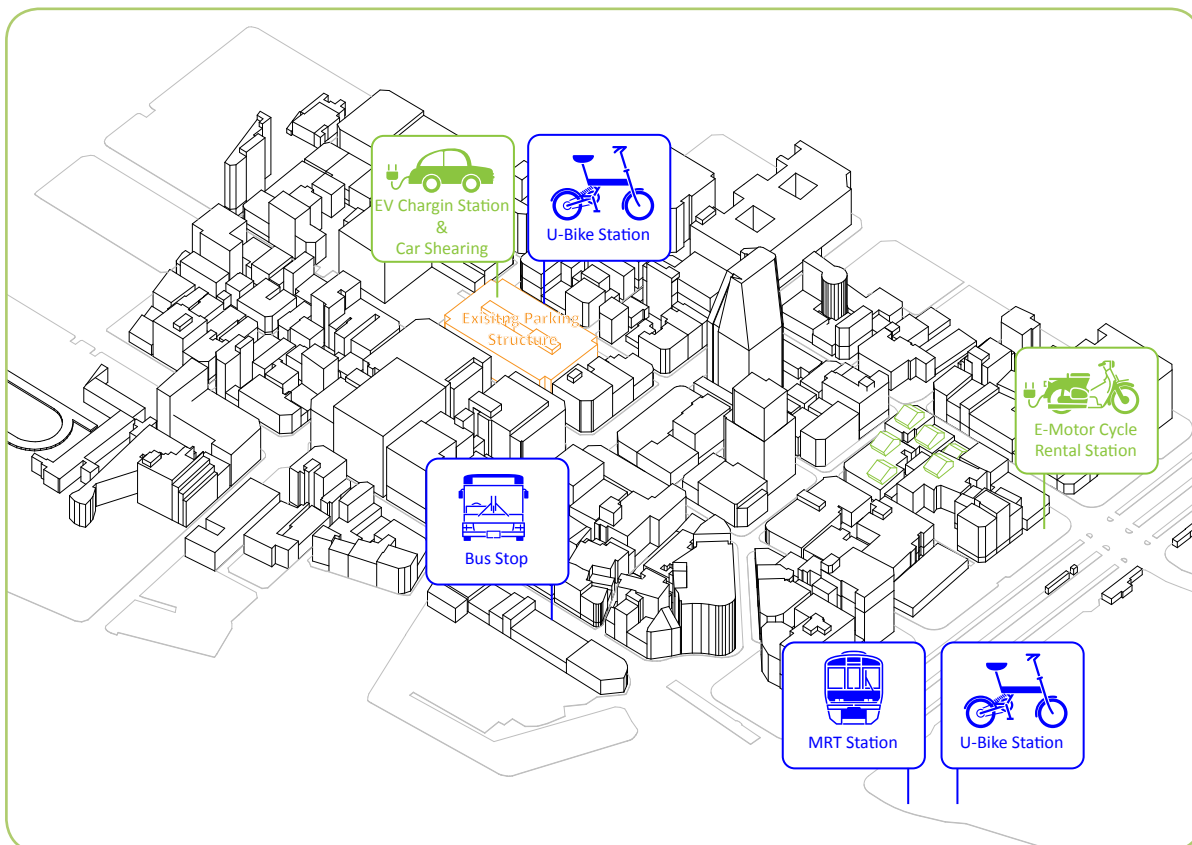 EV Chargin Station
&
Car Shearing
U-Bike Station
Exisitng Parking
Structure
E-Motor Cycle
Rental Station
Bus Stop
MRT Station
U-Bike Station